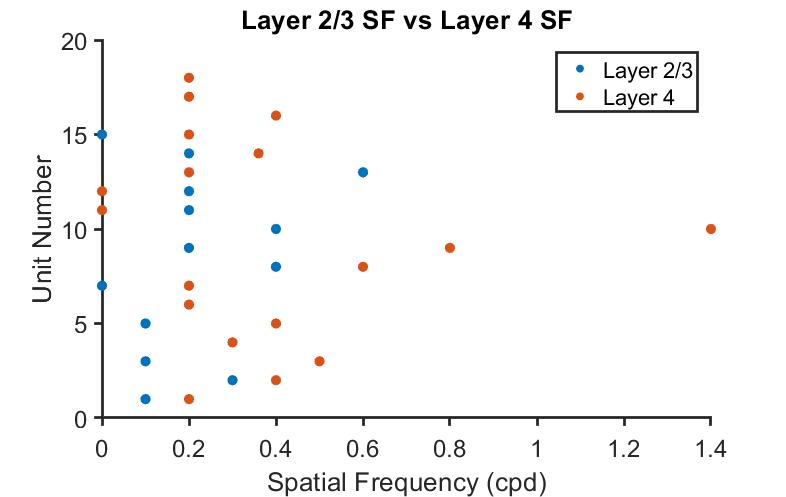 Layer 2/3 SF vs Layer 4 SF
Layer 2/3
Layer 4
Unit Number
20
15
10
5
0
0 0.2 0.4 0.6 0.8 1 1.2 1.4
Spatial Frequency (cpd)